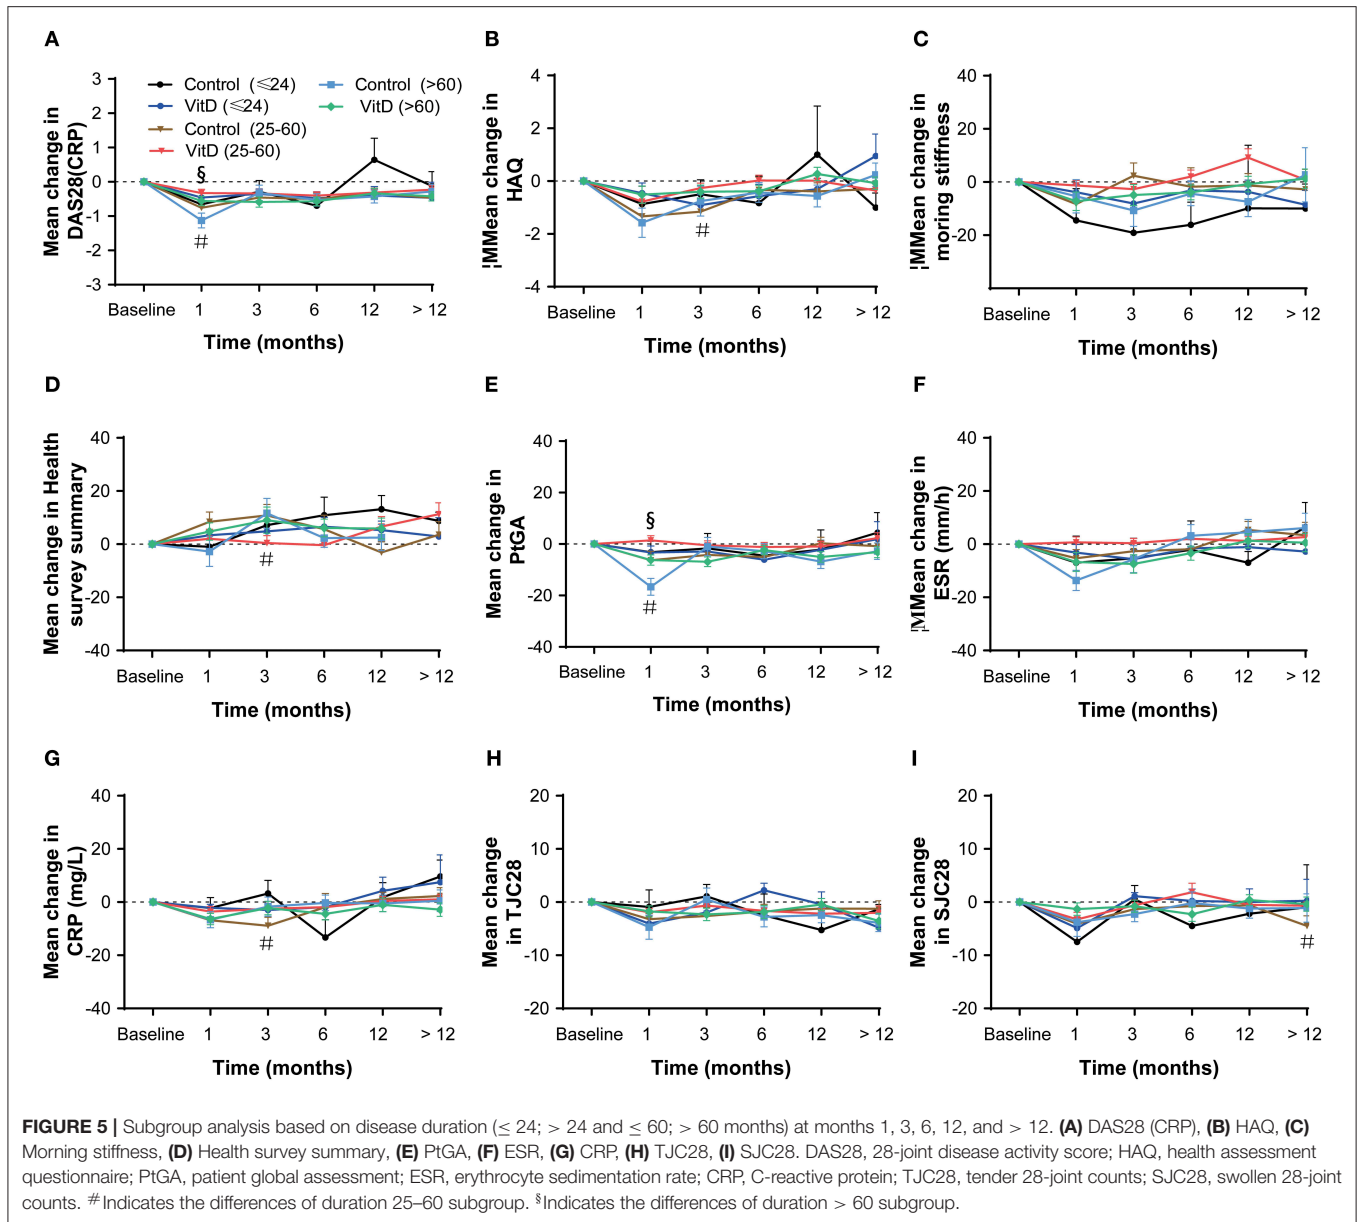 A
Mean change in
DAS28(CRP)
3
2
1
0
-1
-2
-3
Control (≤24)
VitD (≤24)
Control (25-60)
VitD (25-60)
Control (>60)
VitD (>60)
§
#
Baseline 1 3 6 12 > 12
Time (months)
B
¦MMean change in
HAQ
4
2
0
-2
-4
#
Baseline 1 3 6 12 > 12
Time (months)
C
¦MMean change in
moring stiffness
40
20
0
-20
Baseline 1 3 6 12 > 12
Time (months)
D
Mean change in Health
survey summary
40
20
0
-20
-40
#
Baseline 1 3 6 12 > 12
Time (months)
E
Mean change in
PtGA
40
20
0
-20
-40
§
#
Baseline 1 3 6 12 > 12
Time (months)
F
¦MMean change in
ESR (mm/h)
40
20
0
-20
-40
Baseline 1 3 6 12 > 12
Time (months)
G
Mean change in
CRP (mg/L)
40
20
0
-20
-40
#
Baseline 1 3 6 12 > 12
Time (months)
H
Mean change
in TJC28
20
10
0
-10
-20
Baseline 1 3 6 12 > 12
Time (months)
I
Mean change
in SJC28
20
10
0
-10
-20
#
Baseline 1 3 6 12 > 12
Time (months)
FIGURE 5 | Subgroup analysis based on disease duration (≤ 24; > 24 and ≤ 60; > 60 months) at months 1, 3, 6, 12, and > 12. (A) DAS28 (CRP), (B) HAQ, (C)
Morning stiffness, (D) Health survey summary, (E) PtGA, (F) ESR, (G) CRP, (H) TJC28, (I) SJC28. DAS28, 28-joint disease activity score; HAQ, health assessment
questionnaire; PtGA, patient global assessment; ESR, erythrocyte sedimentation rate; CRP, C-reactive protein; TJC28, tender 28-joint counts; SJC28, swollen 28-joint
counts. #Indicates the differences of duration 25–60 subgroup. §Indicates the differences of duration > 60 subgroup.